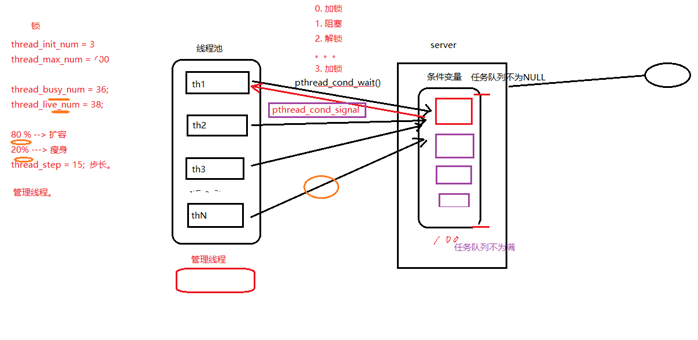 锁
thread_init_num = 3
thread_max_num =
thread_busy_num = 36;
thread_live_num = 38;
80 % --> 扩容
20% ---> 瘦身
thread_step = 15; 步长。
管理线程。
线程池
th1
th2
th3
thN
管理线程
0. 加锁
1. 阻塞
2. 解锁
。。。
3. 加锁
pthread_cond_wait()
pthread_cond_signal
server
条件变量
任务队列不为NULL
任务队列不为满